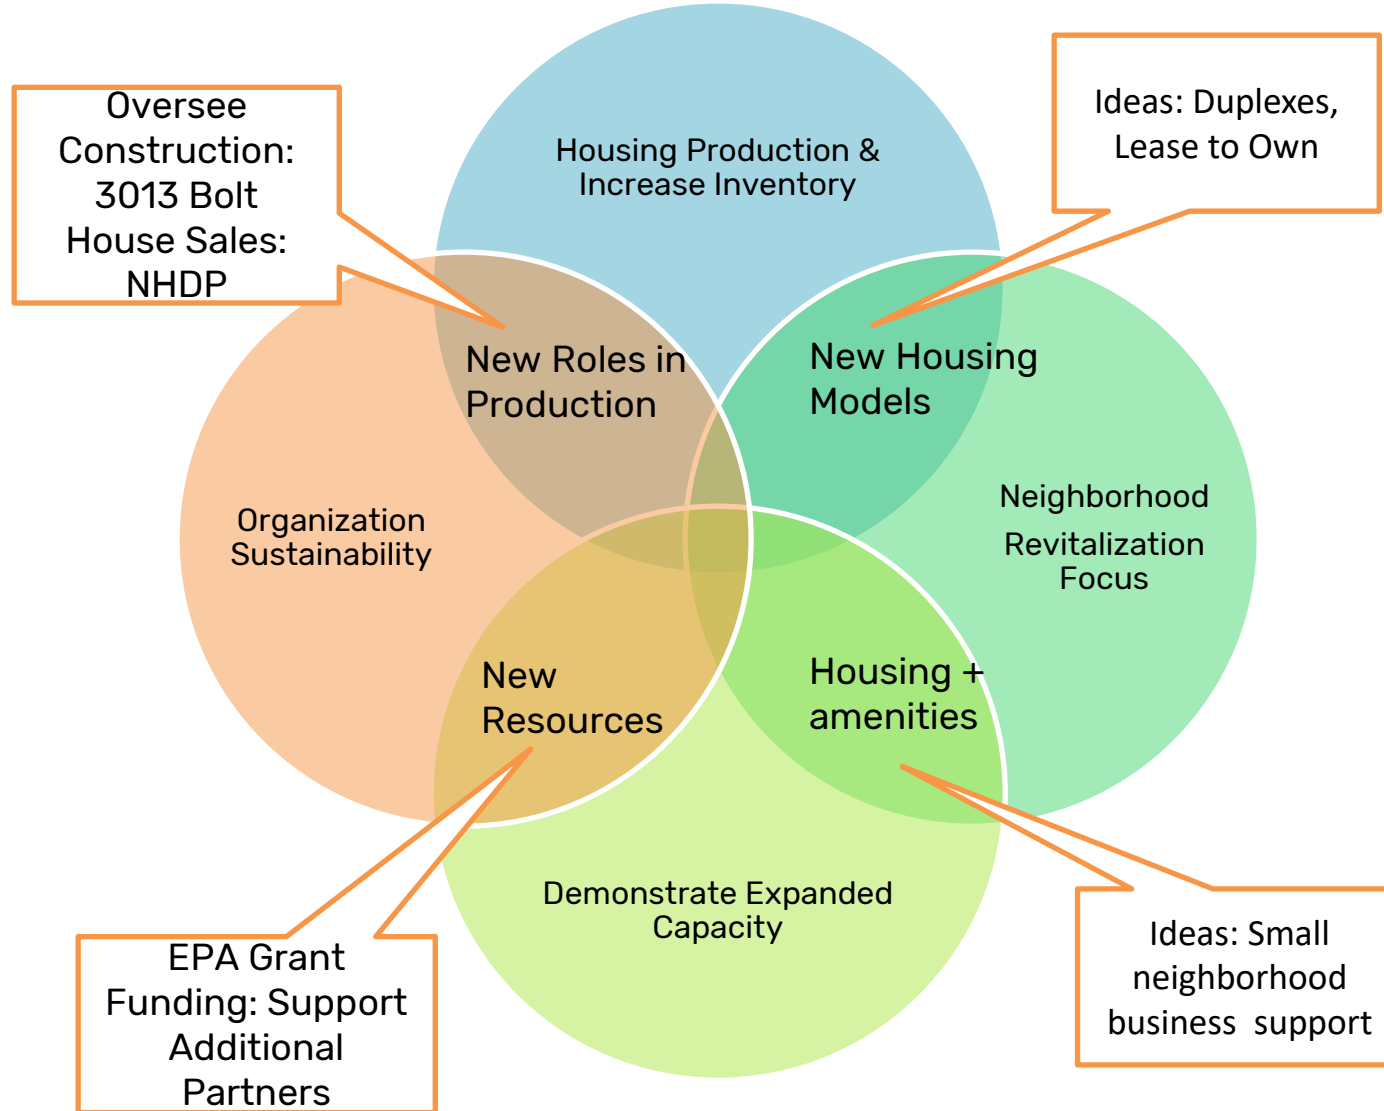 Oversee
Construction:
3013 Bolt
House Sales:
NHDP
Housing Production &
Increase Inventory
Ideas: Duplexes,
Lease to Own
New Roles in
Production
New Housing
Models
Organization
Sustainability
Neighborhood
Revitalization
Focus
New
Resources
Housing +
amenities
Demonstrate Expanded
Capacity
EPA Grant
Funding: Support
Additional
Partners
Ideas: Small
neighborhood
business  support